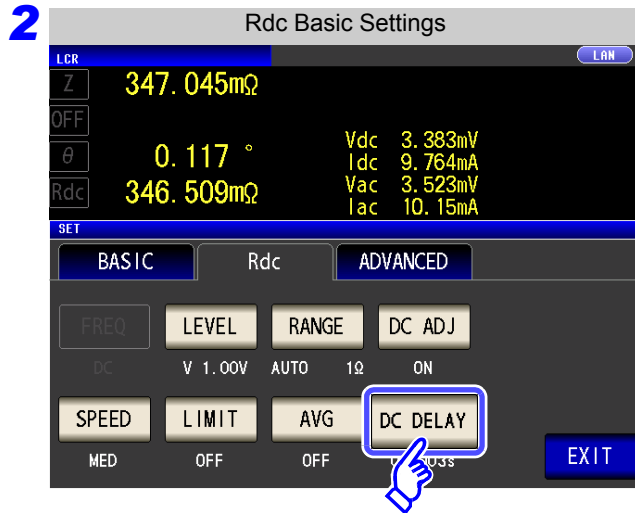 2
Rdc Basic Settings
LCR
LAN
Z 347.045mΩ
OFF
Vdc 3.383mV
θ 0.117 ° Idc 9.764mA
Vac 3.523mV
Rdc 346.509mΩ
Iac 10.15mA
SET
BASIC Rdc ADVANCED
FREQ LEVEL RANGE DC ADJ
DC V 1.00V AUTO 1Ω ON
SPEED LIMIT AVG DC DELAY
MED OFF OFF
EXIT